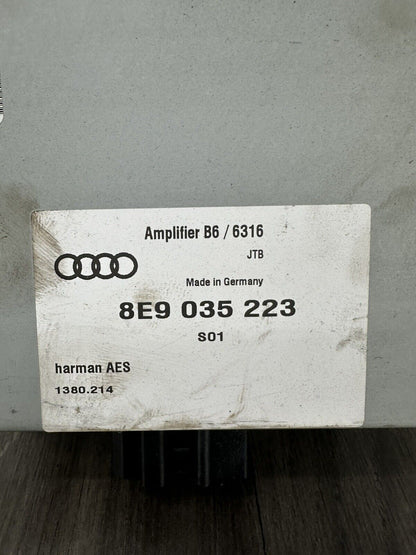 Amplifier B6 / 6316
JTB
Made in Germany
8E9 035 223
S01
harman AES
1380.214